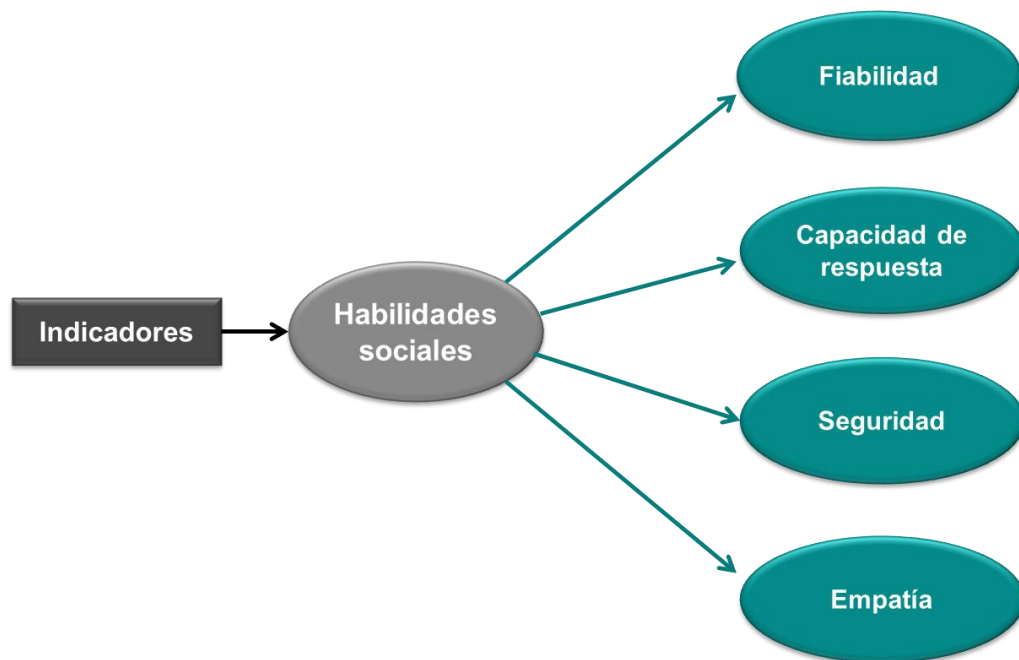 Indicadores
Habilidades
sociales
Fiabilidad
Capacidad de
respuesta
Seguridad
Empatía